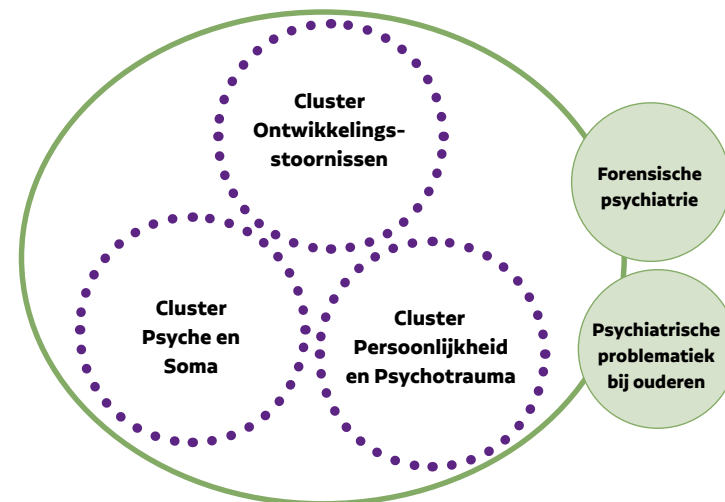 Cluster
Ontwikkelings-
stoornissen
Forensische
psychiatrie
Cluster
Psyche en
Soma
Cluster
Persoonlijkheid
en Psychotrauma
Psychiatrische
problematiek
bij ouderen